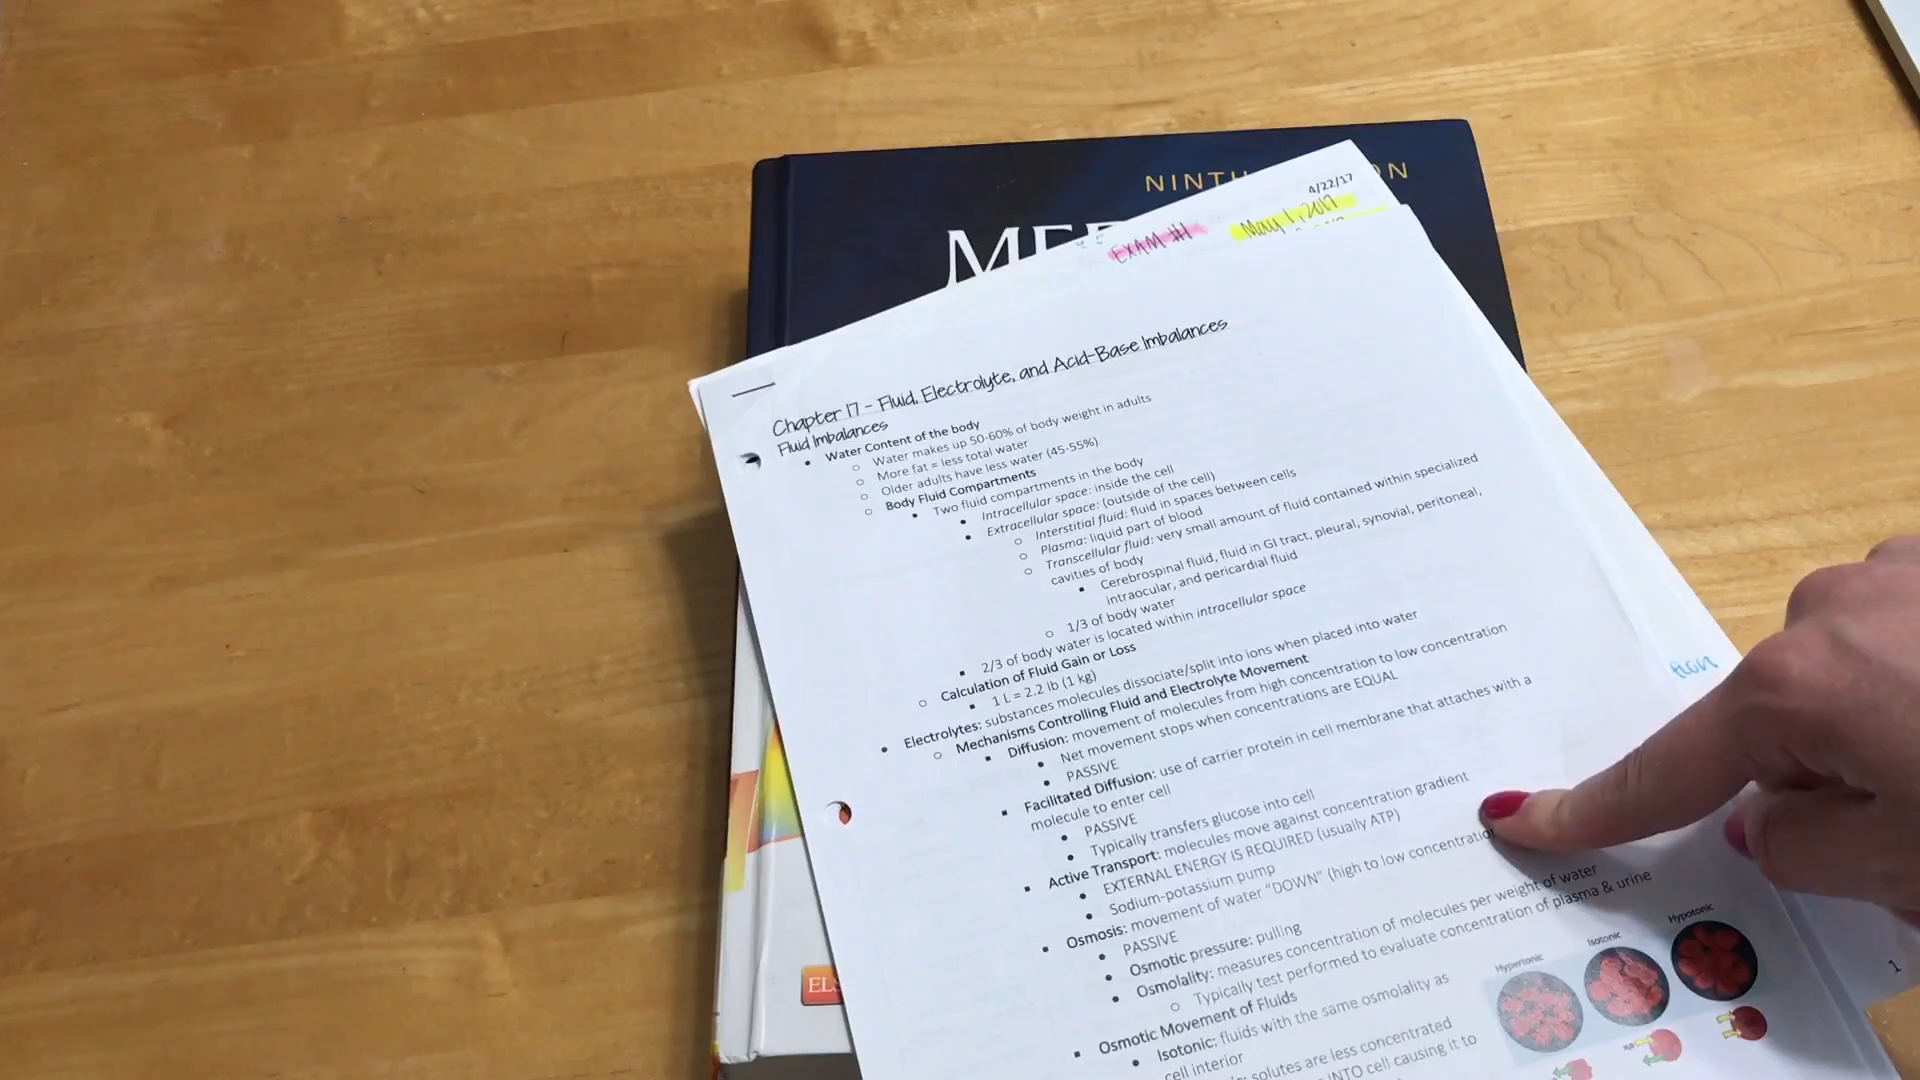 NINTH
ON
4/22/17
EXAM #1 May 1, 2017
Chapter 17 - Fluid, Electrolyte, and Acid-Base Imbalances
Fluid Imbalances
Water Content of the body
Water makes up 50-60% of body weight in adults
More fat = less total water
Older adults have less water (45-55%)
Body Fluid Compartments
Two fluid compartments in the body
Intracellular space: inside the cell
Extracellular space: (outside of the cell)
Interstitial fluid: fluid in spaces between cells
Plasma: liquid part of blood
Transcellular fluid: very small amount of fluid contained within specialized
cavities of body
Cerebrospinal fluid, fluid in GI tract, pleural, synovial, peritoneal,
intraocular, and pericardial fluid
1/3 of body water
2/3 of body water is located within intracellular space
Calculation of Fluid Gain or Loss
1 L = 2.2 lb (1 kg)
Electrolytes: substances molecules dissociate/split into ions when placed into water
Mechanisms Controlling Fluid and Electrolyte Movement
Diffusion: movement of molecules from high concentration to low concentration
Net movement stops when concentrations are EQUAL
PASSIVE
Facilitated Diffusion: use of carrier protein in cell membrane that attaches with a
molecule to enter cell
PASSIVE
Typically transfers glucose into cell
Active Transport: molecules move against concentration gradient
EXTERNAL ENERGY IS REQUIRED (usually ATP)
Sodium-potassium pump
Osmosis: movement of water "DOWN" (high to low concentration
PASSIVE
Osmotic pressure: pulling
Osmolality: measures concentration of molecules per weight of water
Typically test performed to evaluate concentration of plasma & urine
Osmotic Movement of Fluids
Isotonic: fluids with the same osmolality as
cell interior
solutes are less concentrated
INTO cell causing it to
Hypertonic Isotonic Hypotonic
H2O
ELS
1